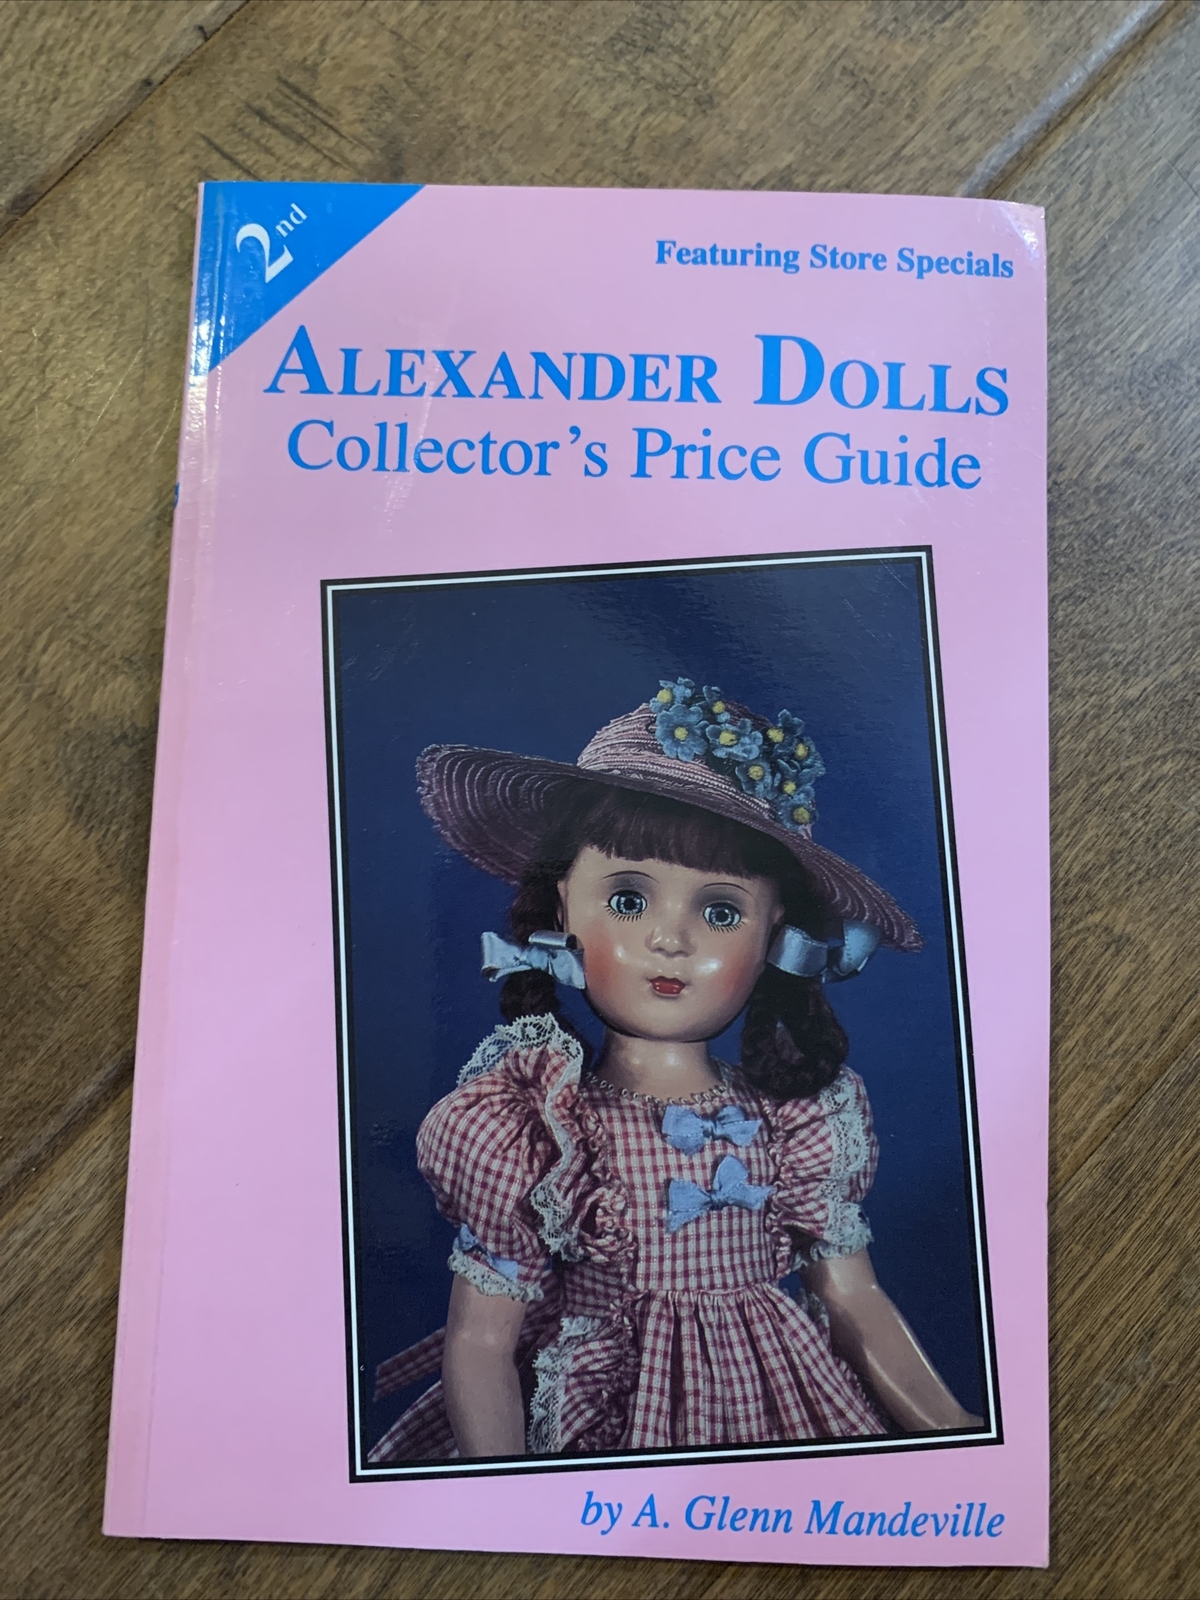 2nd
Featuring Store Specials
ALEXANDER DOLLS
Collector's Price Guide
by A. Glenn Mandeville